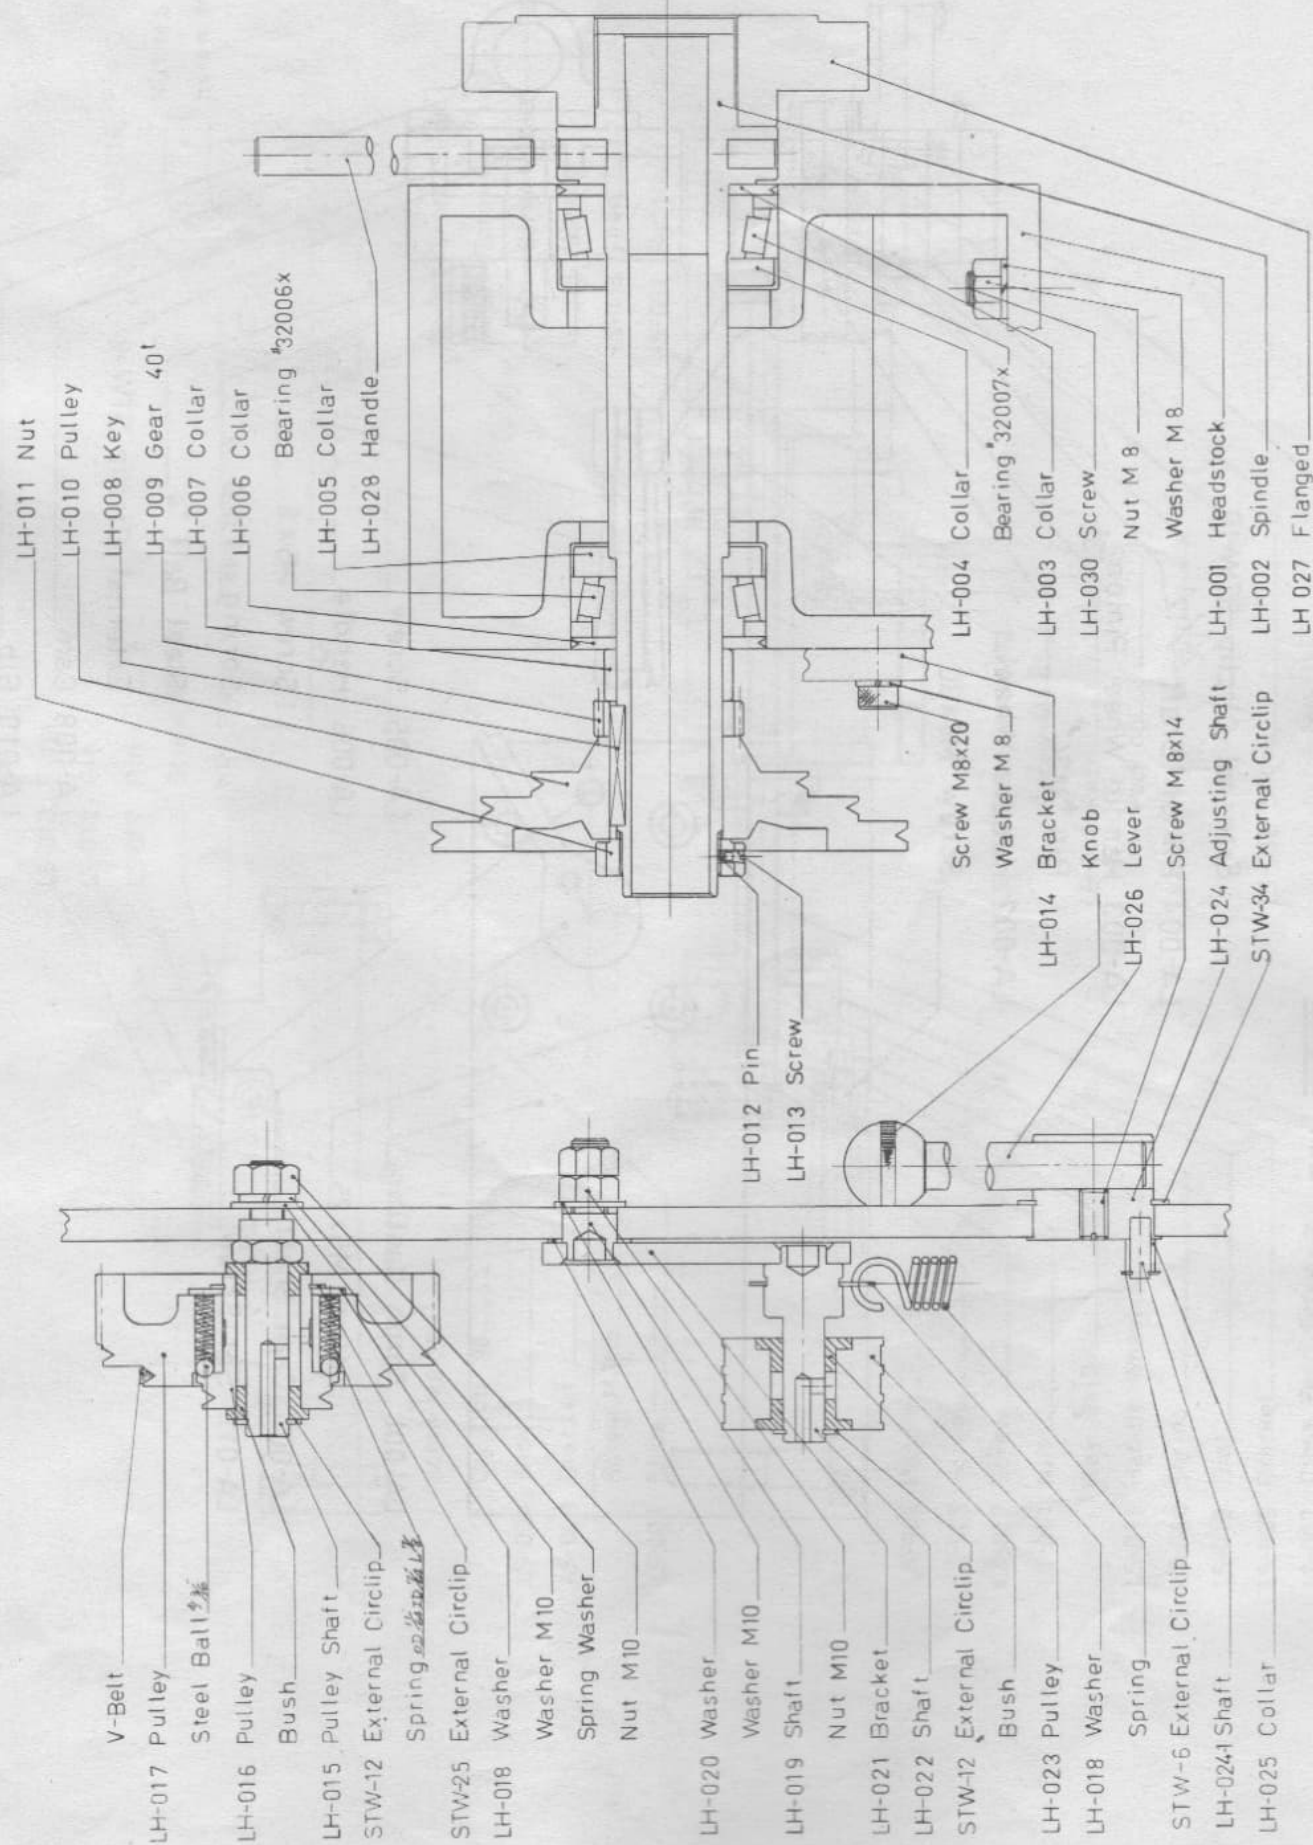 LH-011 Nut
LH-010 Pulley
LH-008 Key
LH-009 Gear 40t
LH-007 Collar
LH-006 Collar
Bearing #32006x
LH-005 Collar
LH-028 Handle
LH-004 Collar
Bearing #32007x
LH-003 Collar
LH-030 Screw
Nut M 8
Washer M 8
LH-001 Headstock
LH-002 Spindle
LH 027 Flanged
Screw M8x20
Washer M 8
LH-014 Bracket
Knob
LH-026 Lever
Screw M 8x14
LH-024 Adjusting Shaft
STW-34 External Circlip
LH-012 Pin
LH-013 Screw
V-Belt
LH-017 Pulley
Steel Ball
LH-016 Pulley
Bush
LH-015 Pulley Shaft
STW-12 External Circlip
Spring
STW-25 External Circlip
LH-018 Washer
Washer M10
Spring Washer
Nut M10
LH-020 Washer
Washer M10
LH-019 Shaft
Nut M10
LH-021 Bracket
LH-022 Shaft
STW-12 External Circlip
Bush
LH-023 Pulley
LH-018 Washer
Spring
STW-6 External Circlip
LH-024-1 Shaft
LH-025 Collar